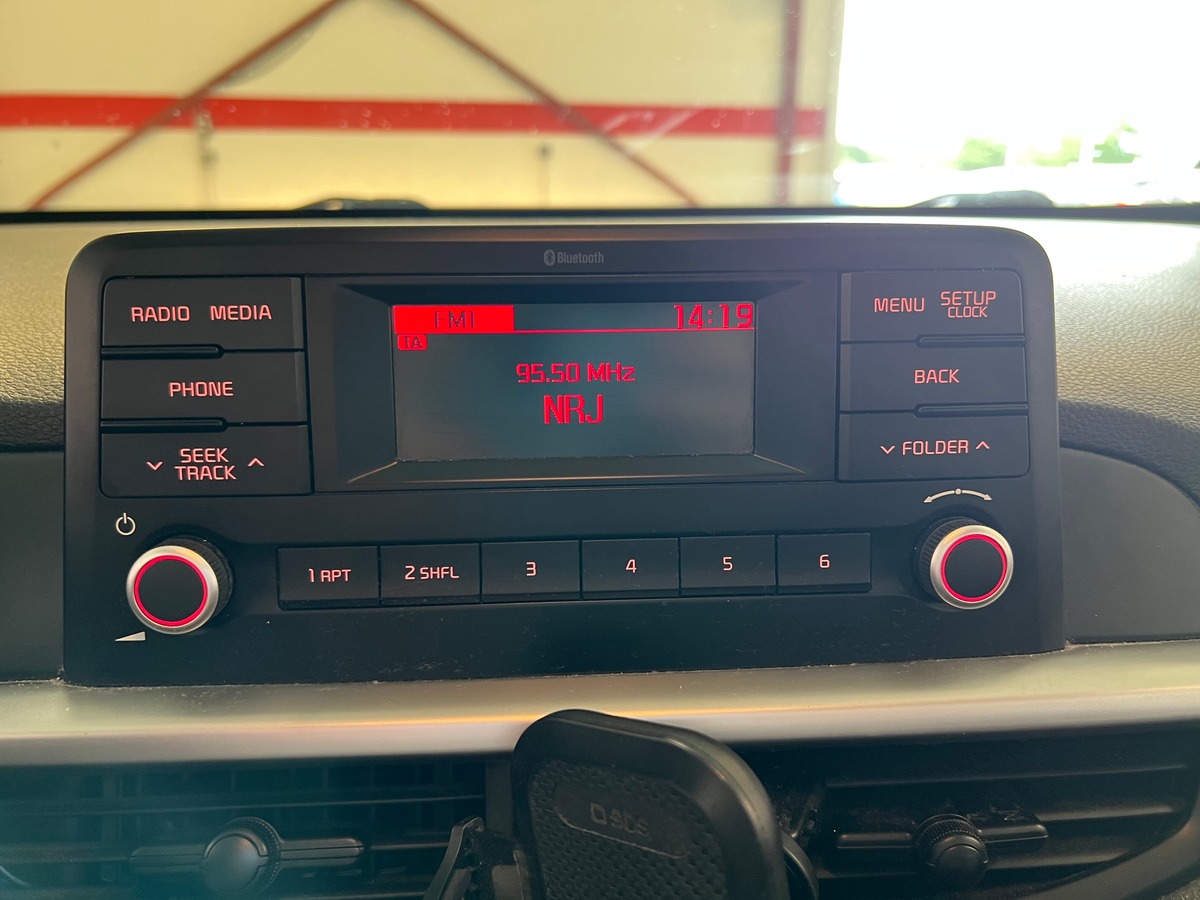 Bluetooth
RADIO MEDIA
FM1 14:19
MENU SETUP
CLOCK
TA
PHONE
95.50 MHz
BACK
NRJ
SEEK
TRACK
FOLDER
1 RPT 2 SHFL 3 4 5 6
SBS